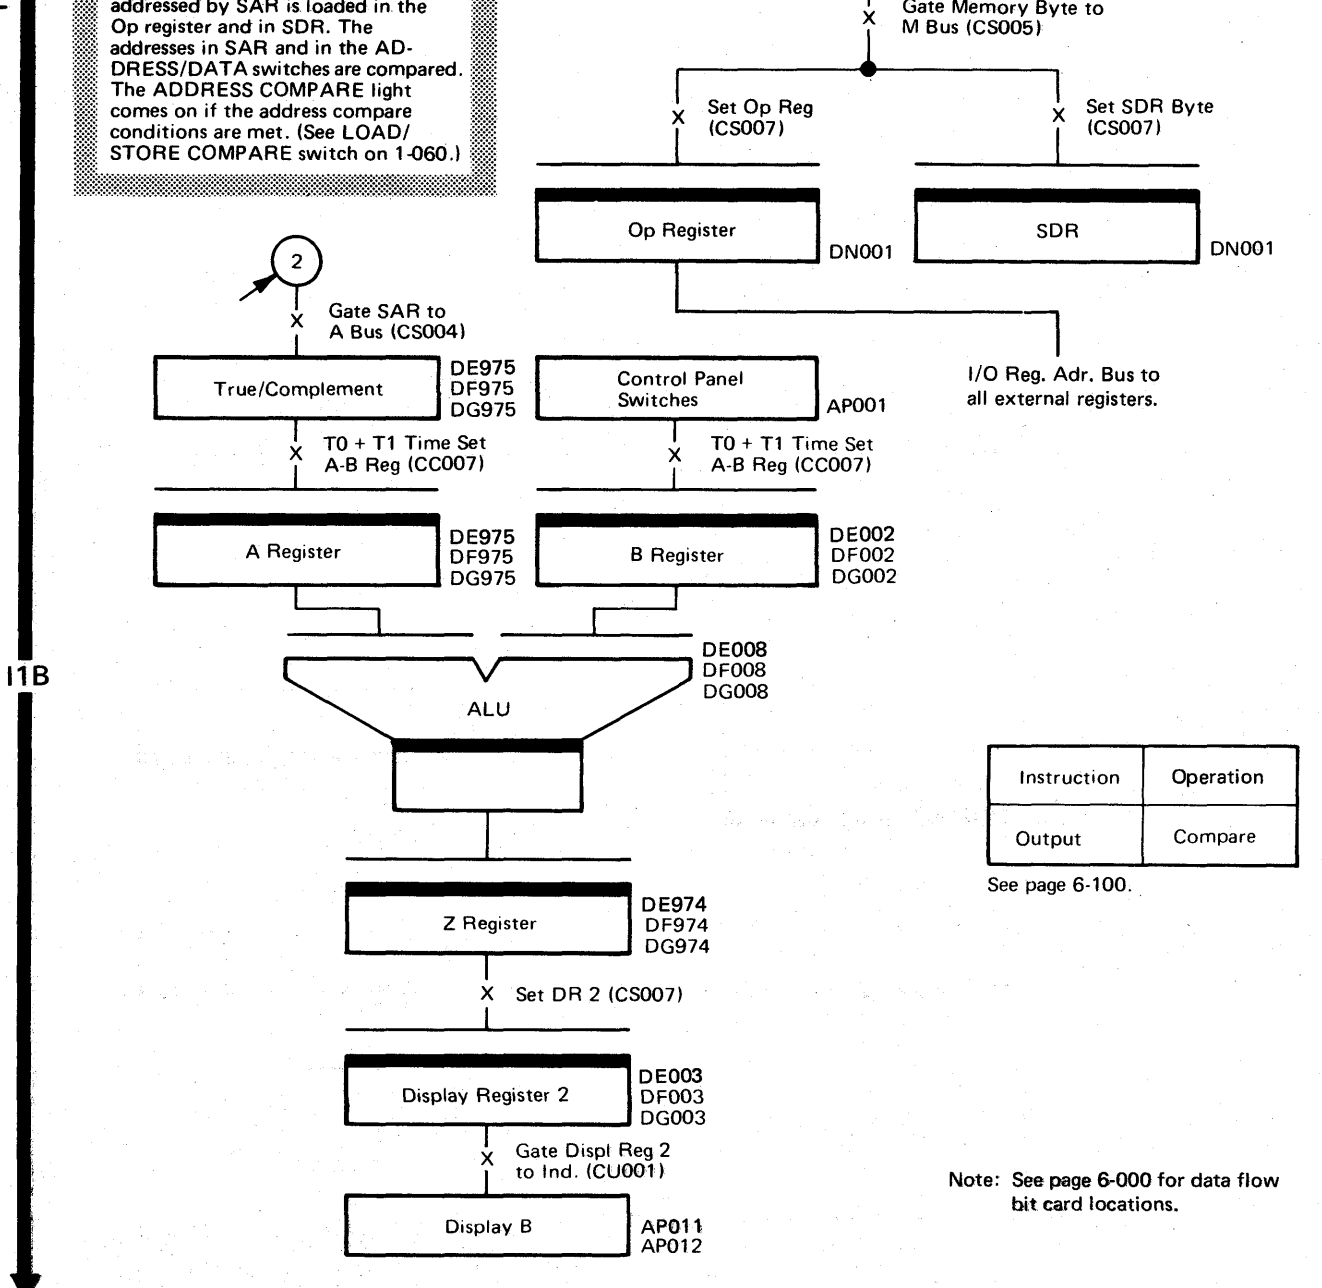 addressed by SAR is loaded in the
Op register and in SDR. The
addresses in SAR and in the AD-
DRESS/DATA switches are compared.
The ADDRESS COMPARE light
comes on if the address compare
conditions are met. (See LOAD/
STORE COMPARE switch on 1-060.)
Gate Memory Byte to
M Bus (CS005)
X
X
Set Op Reg
(CS007)
X
Set SDR Byte
(CS007)
Op Register
DN001
SDR
DN001
2
X
Gate SAR to
A Bus (CS004)
True/Complement
DE975
DF975
DG975
Control Panel
Switches
AP001
I/O Reg. Adr. Bus to
all external registers.
X
T0 + T1 Time Set
A-B Reg (CC007)
X
T0 + T1 Time Set
A-B Reg (CC007)
A Register
DE975
DF975
DG975
B Register
DE002
DF002
DG002
I1B
ALU
DE008
DF008
DG008
Instruction
Operation
Output
Compare
See page 6-100.
Z Register
DE974
DF974
DG974
X
Set DR 2 (CS007)
Display Register 2
DE003
DF003
DG003
X
Gate Displ Reg 2
to Ind. (CU001)
Display B
AP011
AP012
Note: See page 6-000 for data flow
bit card locations.